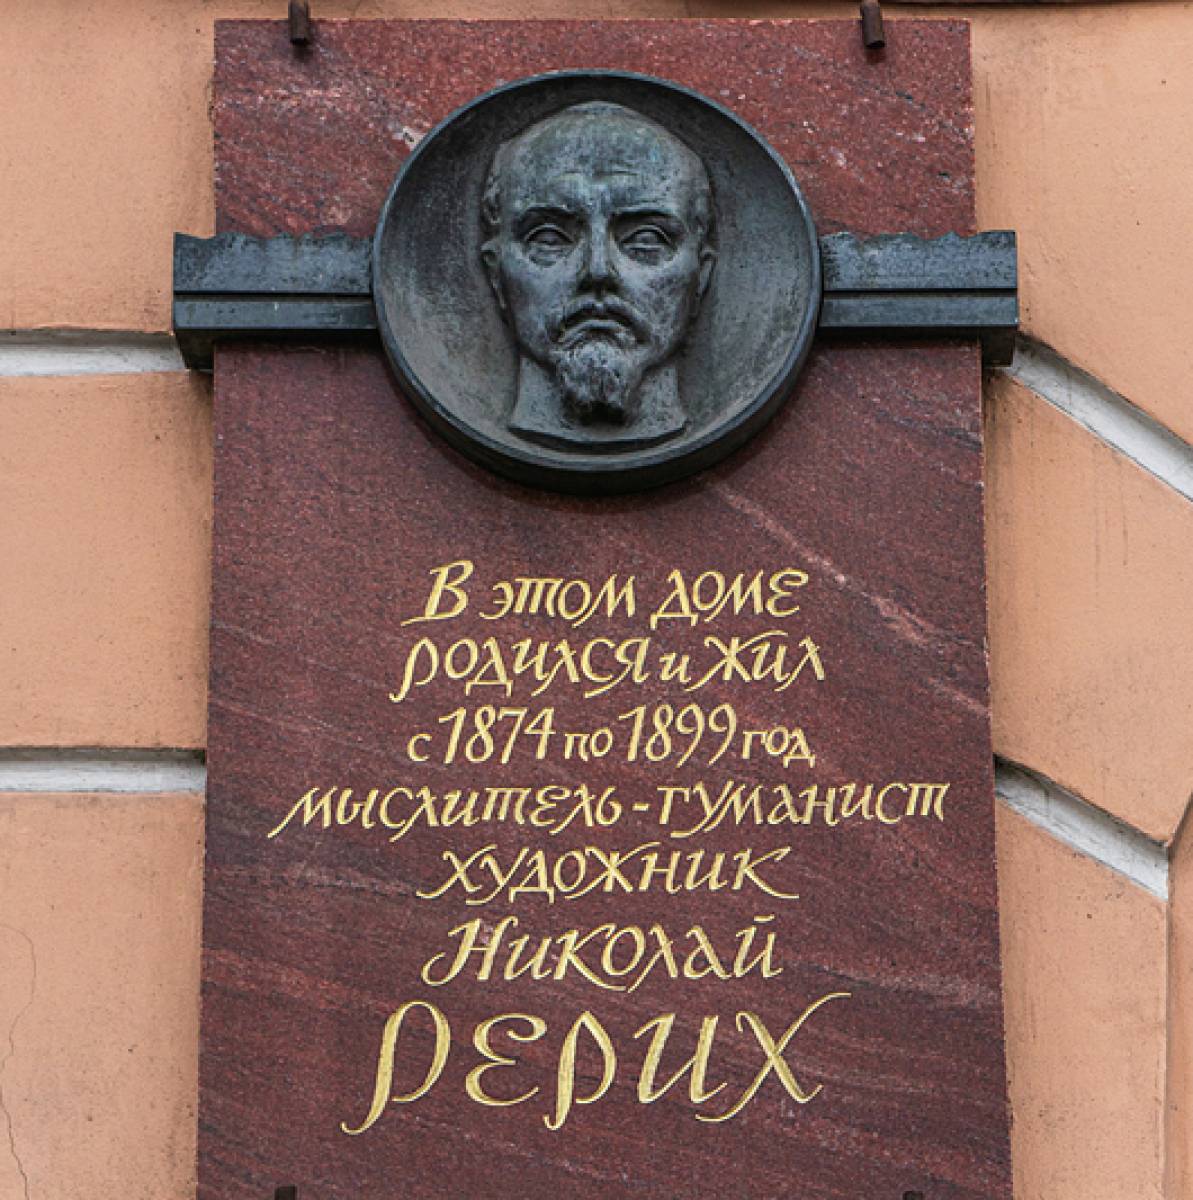 В этом доме
родился и жил
с 1874 по 1899 год
мыслитель-гуманист
художник
Николай
Рерих